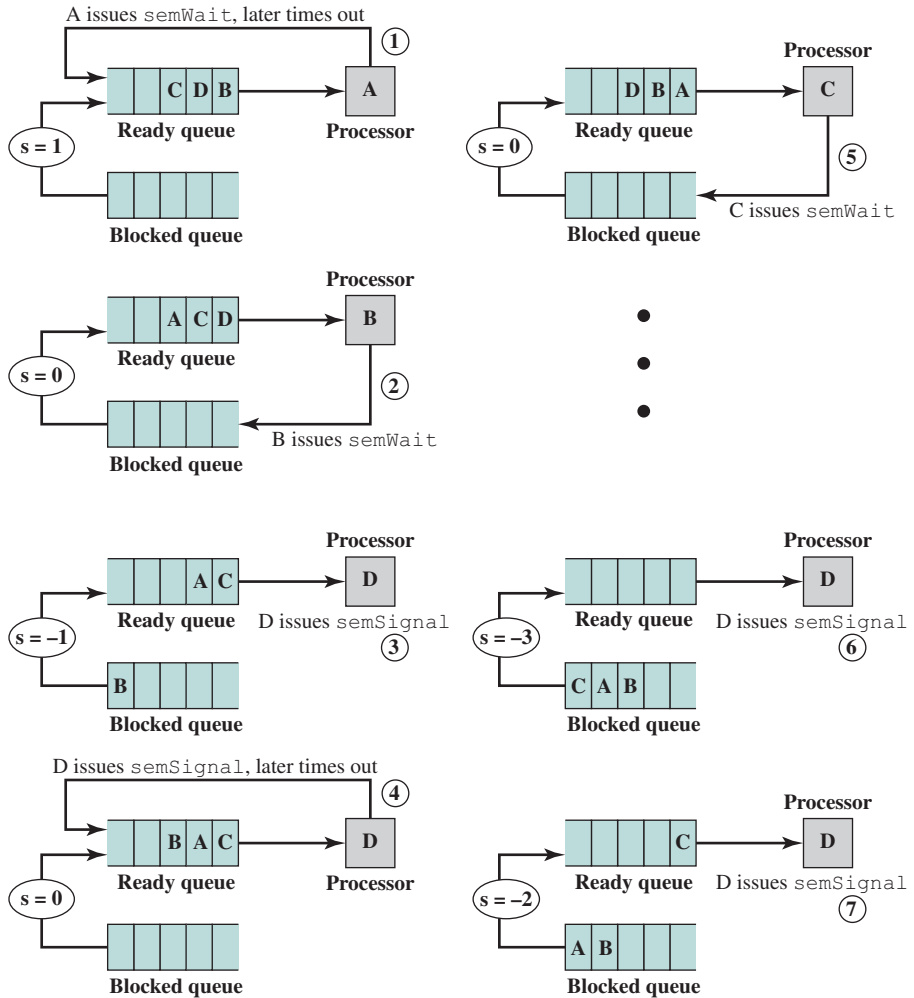 A issues semWait, later times out
1
C D B
A
Ready queue
Processor
s = 1
Blocked queue
Processor
D B A
C
Ready queue
s = 0
5
C issues semWait
Blocked queue
Processor
A C D
B
Ready queue
s = 0
2
B issues semWait
Blocked queue
Processor
A C
D
Ready queue
D issues semSignal
s = –1
3
B
Blocked queue
Processor
D
Ready queue
D issues semSignal
s = –3
6
C A B
Blocked queue
D issues semSignal, later times out
4
B A C
D
Ready queue
Processor
s = 0
Blocked queue
Processor
C
D
Ready queue
D issues semSignal
s = –2
7
A B
Blocked queue